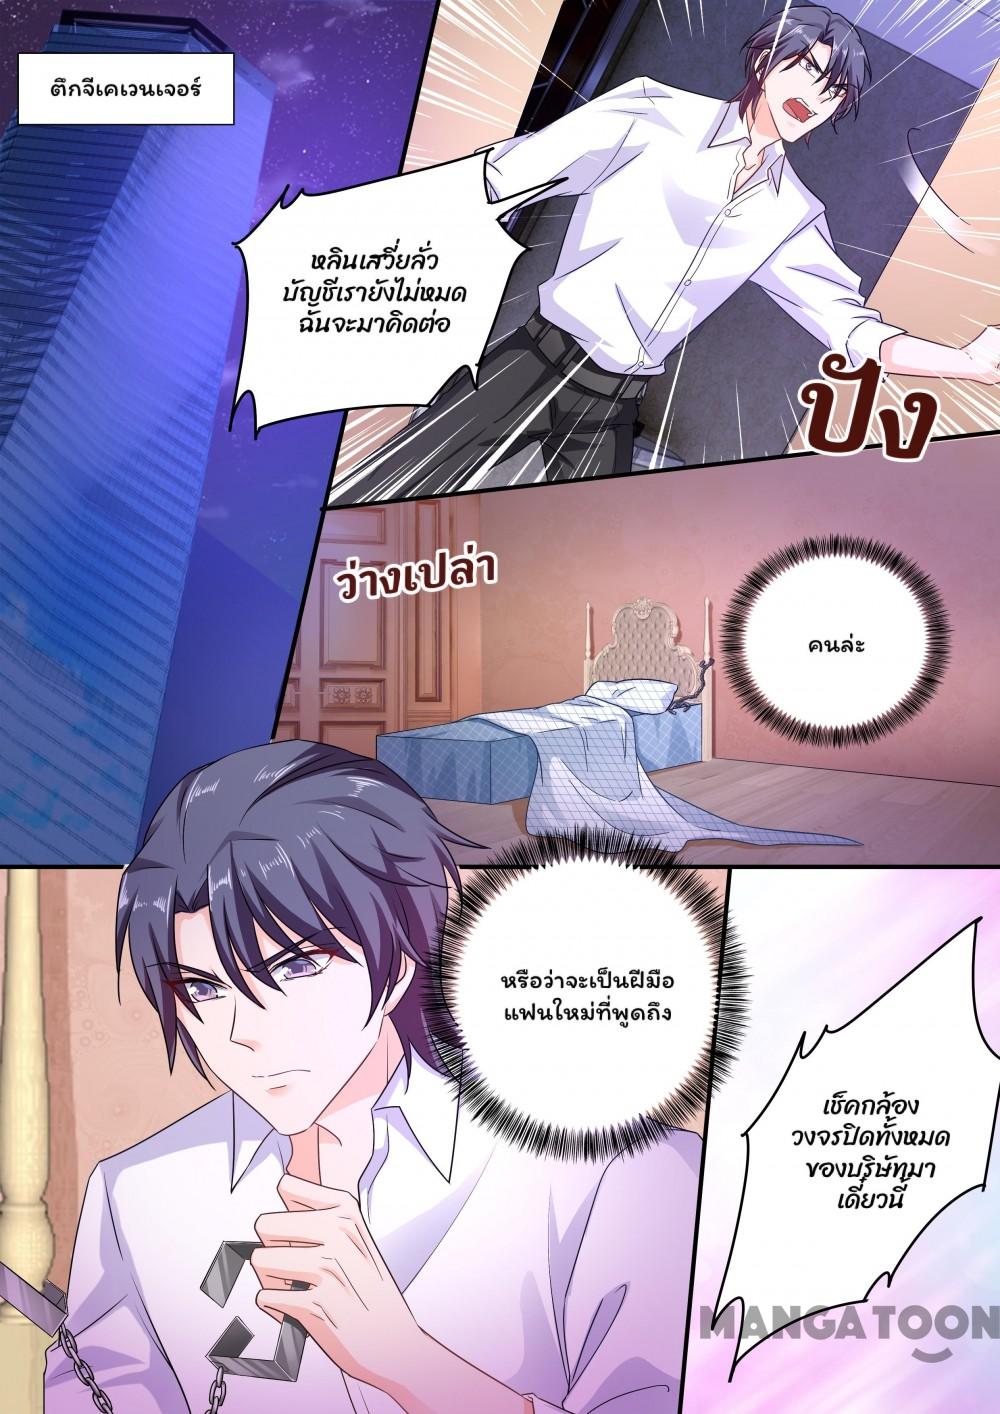 ตึกจีเคเวนเจอร์
หลินเสวี่ยลั่ว
บัญชีเรายังไม่หมด
ฉันจะมาคิดต่อ
ปัง
ว่างเปล่า
คนล่ะ
หรือว่าจะเป็นฝีมือ
แฟนใหม่ที่พูดถึง
เช็คกล้อง
วงจรปิดทั้งหมด
ของบริษัทมา
เดี๋ยวนี้
MANGATOON